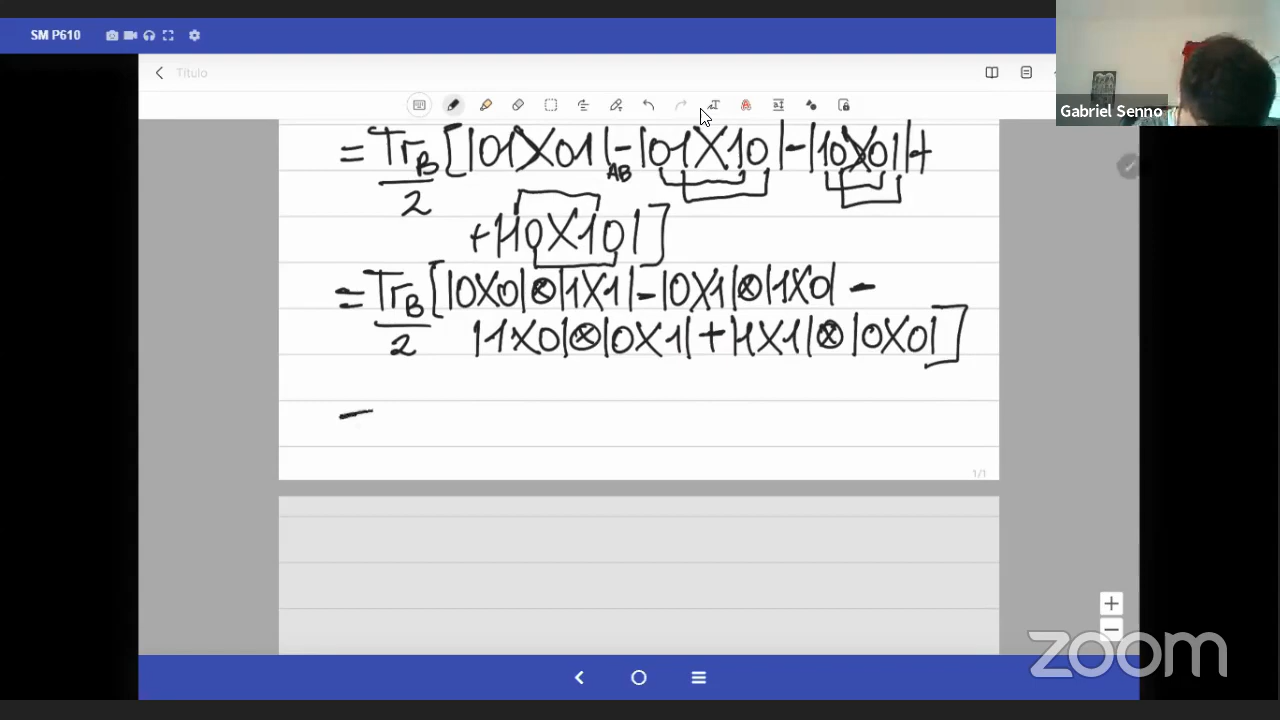 SM P610
Título
Gabriel Senno
= Tr_B/2 [|01⟩⟨01|_AB - |01⟩⟨10| - |10⟩⟨01| +
+ |10⟩⟨10|]
= Tr_B/2 [|0⟩⟨0|⊗|1⟩⟨1| - |0⟩⟨1|⊗|1⟩⟨0| -
|1⟩⟨0|⊗|0⟩⟨1| + |1⟩⟨1|⊗|0⟩⟨0|]
1/1
zoom